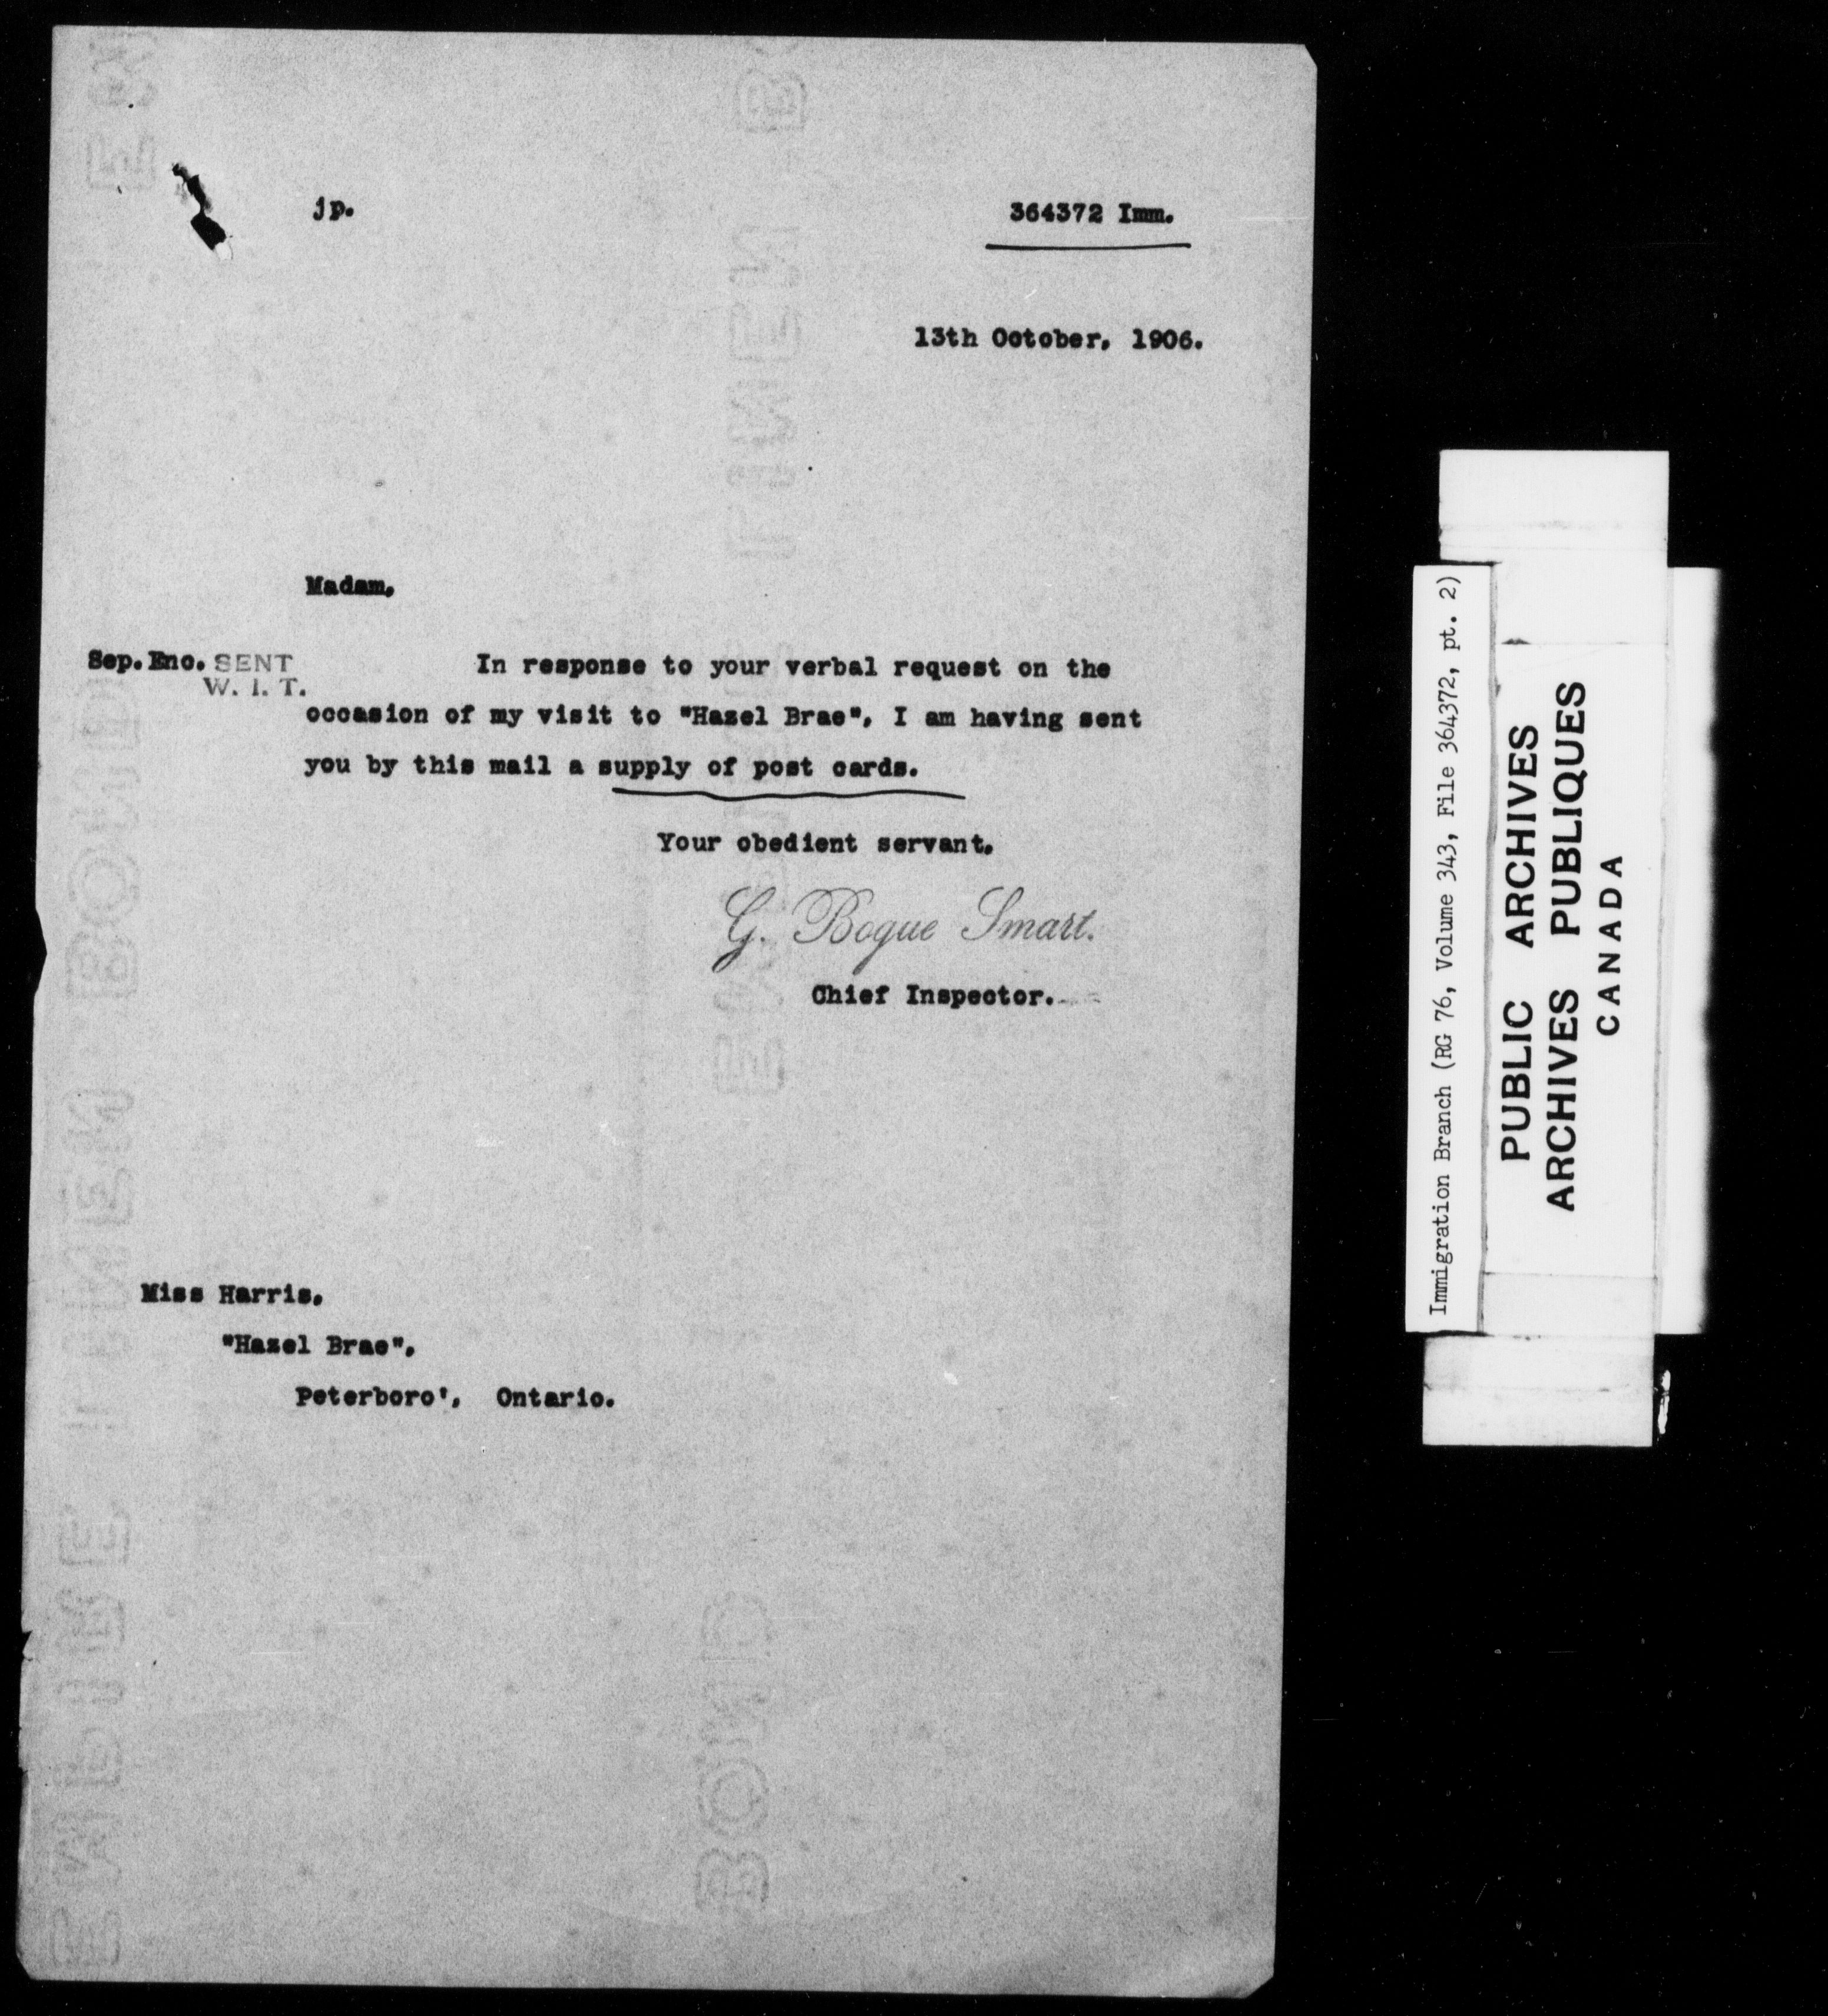 jp.
364372 Imm.
13th October, 1906.
Madam,
Sep. Enc. SENT
W. I. T.
In response to your verbal request on the
occasion of my visit to "Hazel Brae", I am having sent
you by this mail a supply of post cards.
Your obedient servant,
G. Bogue Smart.
Chief Inspector.
Miss Harris,
"Hazel Brae",
Peterboro', Ontario.
Immigration Branch (RG 76, Volume 343, File 364372, pt. 2)
PUBLIC ARCHIVES
ARCHIVES PUBLIQUES
CANADA